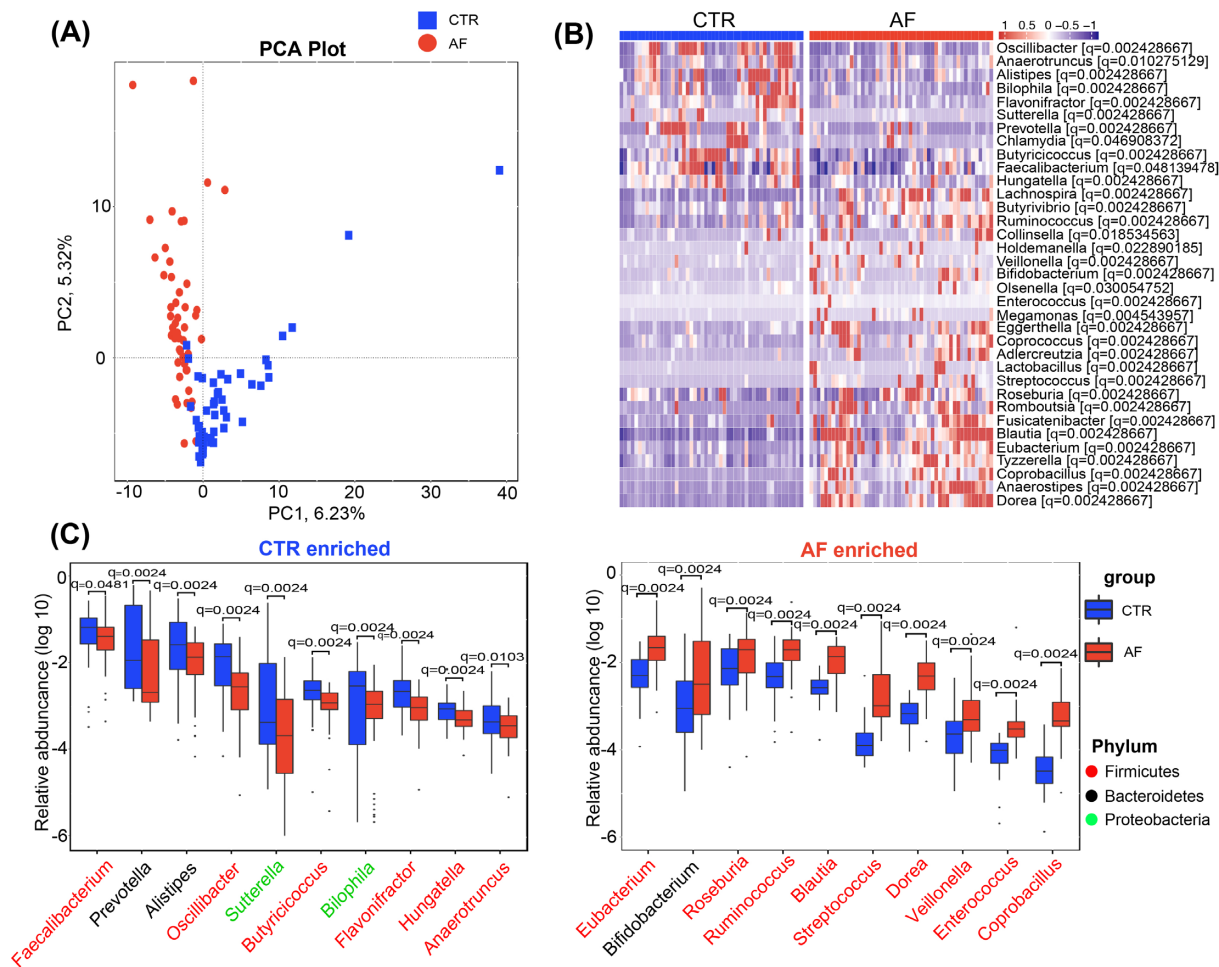 (A)
CTR
AF
PCA Plot
10
0
-10
0
10
20
30
40
PC2, 5.32%
PC1, 6.23%
(B)
CTR
AF
1 0.5 0 -0.5 -1
Oscillibacter [q=0.002428667]
Anaerotruncus [q=0.010275129]
Alistipes [q=0.002428667]
Bilophila [q=0.002428667]
Flavonifractor [q=0.002428667]
Sutterella [q=0.002428667]
Prevotella [q=0.002428667]
Chlamydia [q=0.046908372]
Butyricicoccus [q=0.002428667]
Faecalibacterium [q=0.048139478]
Hungatella [q=0.002428667]
Lachnospira [q=0.002428667]
Butyrivibrio [q=0.002428667]
Ruminococcus [q=0.002428667]
Collinsella [q=0.018534563]
Holdemanella [q=0.022890185]
Veillonella [q=0.002428667]
Bifidobacterium [q=0.002428667]
Olsenella [q=0.030054752]
Enterococcus [q=0.002428667]
Megamonas [q=0.004543957]
Eggerthella [q=0.002428667]
Coprococcus [q=0.002428667]
Adlercreutzia [q=0.002428667]
Lactobacillus [q=0.002428667]
Streptococcus [q=0.002428667]
Roseburia [q=0.002428667]
Romboutsia [q=0.002428667]
Fusicatenibacter [q=0.002428667]
Blautia [q=0.002428667]
Eubacterium [q=0.002428667]
Tyzzerella [q=0.002428667]
Coprobacillus [q=0.002428667]
Anaerostipes [q=0.002428667]
Dorea [q=0.002428667]
(C)
CTR enriched
Relative abduncance (log 10)
0
-2
-4
-6
q=0.0481
q=0.0024
q=0.0024
q=0.0024
q=0.0024
q=0.0024
q=0.0024
q=0.0024
q=0.0024
q=0.0103
Faecalibacterium
Prevotella
Alistipes
Oscillibacter
Sutterella
Butyricicoccus
Bilophila
Flavonifractor
Hungatella
Anaerotruncus
AF enriched
Relative abduncance (log 10)
0
-2
-4
-6
q=0.0024
q=0.0024
q=0.0024
q=0.0024
q=0.0024
q=0.0024
q=0.0024
q=0.0024
q=0.0024
q=0.0024
Eubacterium
Bifidobacterium
Roseburia
Ruminococcus
Blautia
Streptococcus
Dorea
Veillonella
Enterococcus
Coprobacillus
group
CTR
AF
Phylum
Firmicutes
Bacteroidetes
Proteobacteria